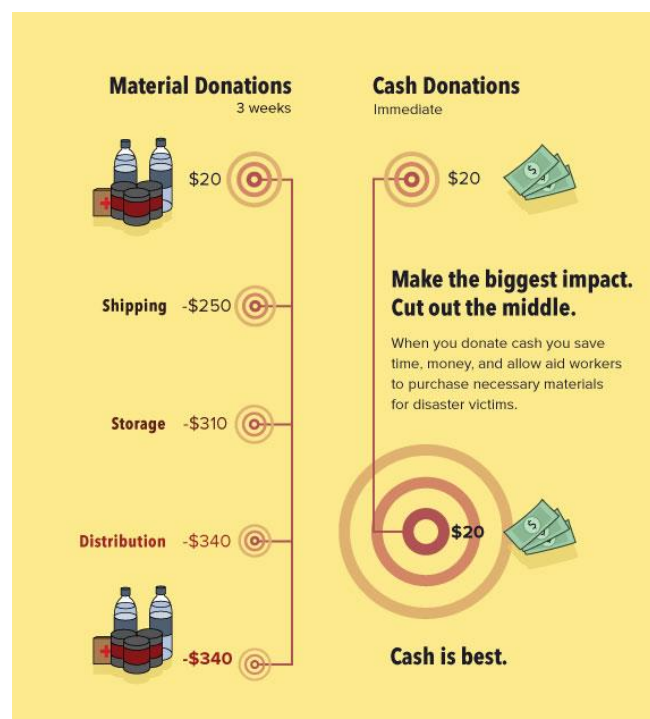 Material Donations
3 weeks
$20
Shipping -$250
Storage -$310
Distribution -$340
-$340
Cash Donations
Immediate
$20
Make the biggest impact.
Cut out the middle.
When you donate cash you save
time, money, and allow aid workers
to purchase necessary materials
for disaster victims.
$20
Cash is best.